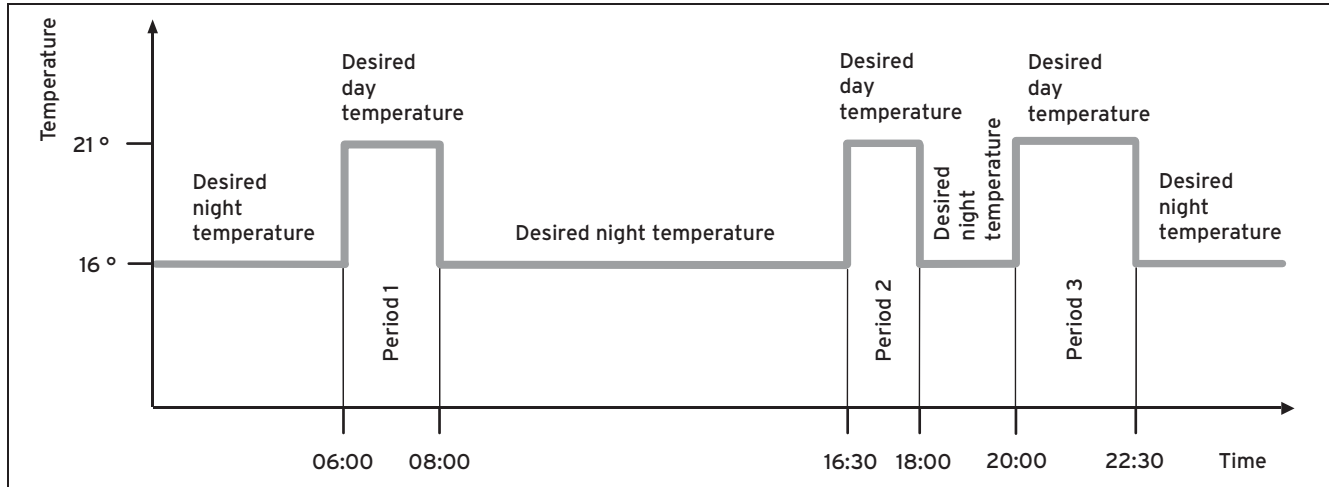 Temperature
21 °
16 °
Desired
night
temperature
Desired
day
temperature
Period 1
Desired night temperature
Desired
day
temperature
Period 2
Desired
night
temperature
Desired
day
temperature
Period 3
Desired
night
temperature
06:00
08:00
16:30
18:00
20:00
22:30
Time